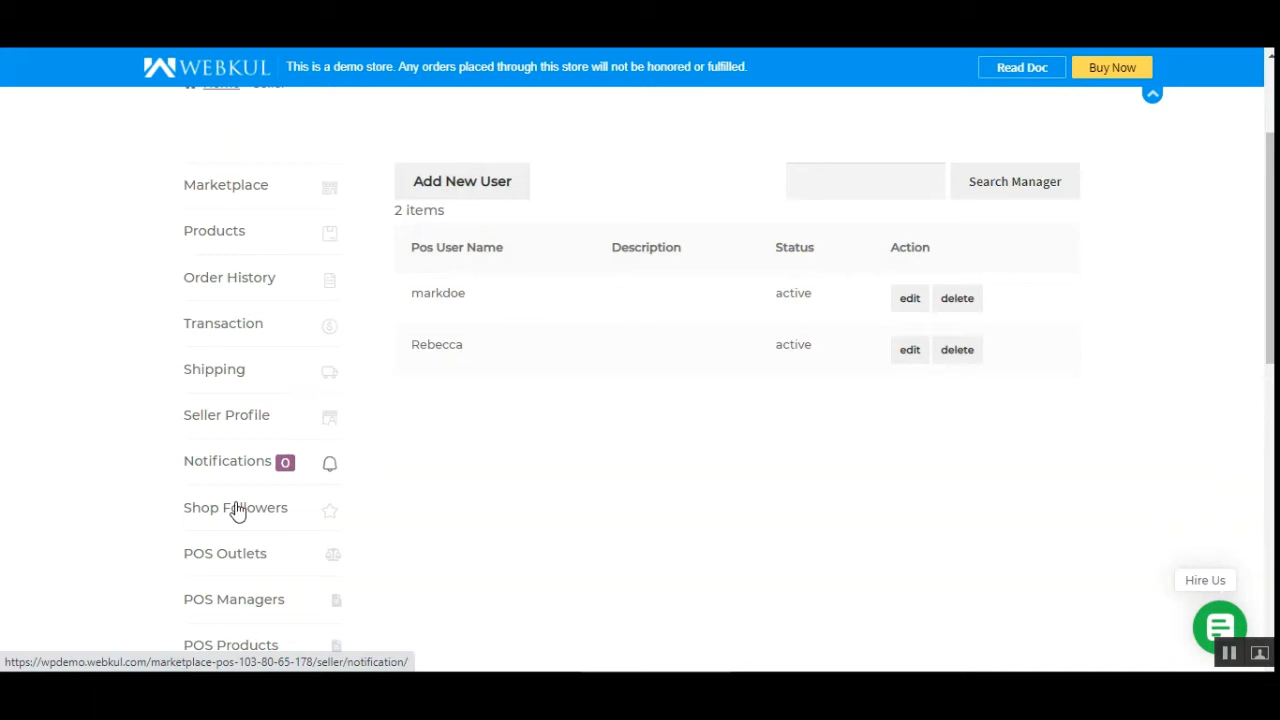 WEBKUL
This is a demo store. Any orders placed through this store will not be honored or fulfilled.
Read Doc
Buy Now
Marketplace
Products
Order History
Transaction
Shipping
Seller Profile
Notifications 0
Shop Followers
POS Outlets
POS Managers
POS Products
Add New User
Search Manager
2 items
Pos User Name Description Status Action
markdoe active edit delete
Rebecca active edit delete
Hire Us
https://wpdemo.webkul.com/marketplace-pos-103-80-65-178/seller/notification/